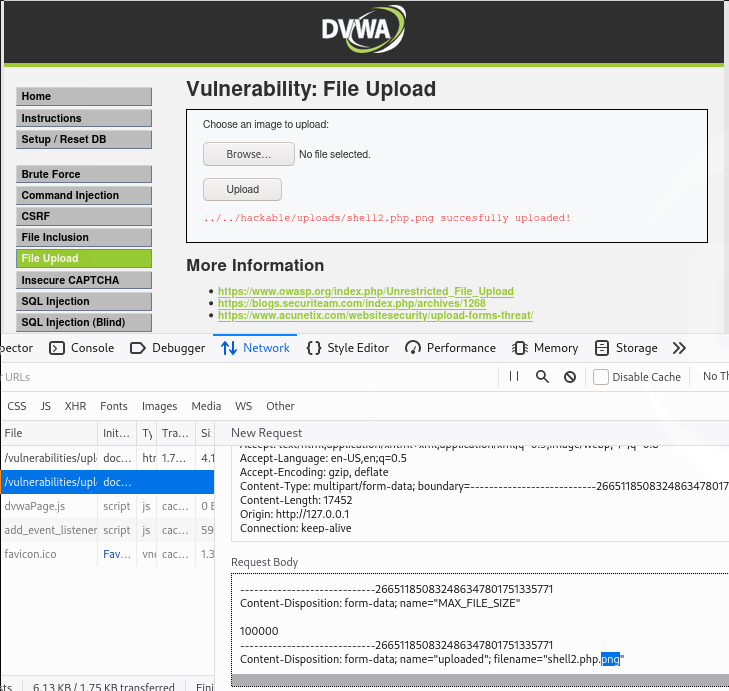 DVWA
Home
Instructions
Setup / Reset DB
Brute Force
Command Injection
CSRF
File Inclusion
File Upload
Insecure CAPTCHA
SQL Injection
SQL Injection (Blind)
Vulnerability: File Upload
Choose an image to upload:
Browse... No file selected.
Upload
../../hackable/uploads/shell2.php.png succesfully uploaded!
More Information
https://www.owasp.org/index.php/Unrestricted_File_Upload
https://blogs.securiteam.com/index.php/archives/1268
https://www.acunetix.com/websitesecurity/upload-forms-threat/
pector Console Debugger Network {} Style Editor Performance Memory Storage
URLs Disable Cache No Th
CSS JS XHR Fonts Images Media WS Other
File Init... Ty Tra... Si
/vulnerabilities/upl doc... htr 1.7... 4.1
/vulnerabilities/upl doc...
dvwaPage.js script js cac... 0 B
add_event_listener script js cac... 59
favicon.ico Fav... vnc cac... 1.3
New Request
Accept-Language: en-US,en;q=0.5
Accept-Encoding: gzip, deflate
Content-Type: multipart/form-data; boundary=---------------------------2665118508324863478017
Content-Length: 17452
Origin: http://127.0.0.1
Connection: keep-alive
Request Body
-----------------------------266511850832486347801751335771
Content-Disposition: form-data; name="MAX_FILE_SIZE"
100000
-----------------------------266511850832486347801751335771
Content-Disposition: form-data; name="uploaded"; filename="shell2.php.png"
sts 6.13 KB / 1.75 KB transferred Fini